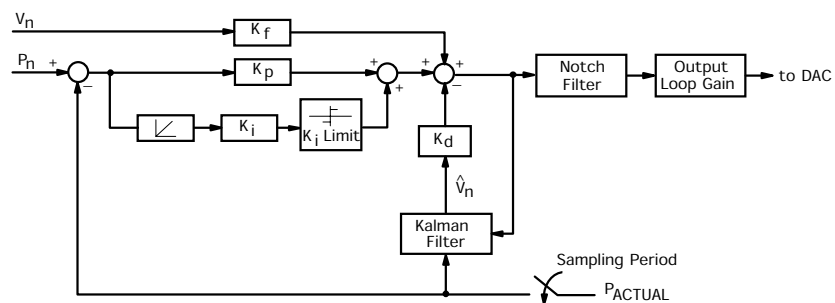 Vn
Kf
Pn
+
−
Kp
+
+
+
+
−
Notch
Filter
Output
Loop Gain
to DAC
Ki
Ki Limit
Kd
V̂n
Kalman
Filter
Sampling Period
PACTUAL